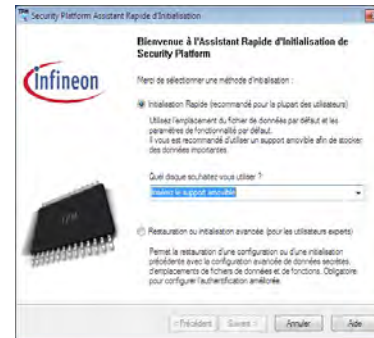 Security Platform Assistant Rapide d'Initialisation
Bienvenue à l'Assistant Rapide d'Initialisation de
Security Platform
infineon
Merci de sélectionner une méthode d'initialisation :
Initialisation Rapide (recommandé pour la plupart des utilisateurs)
Utilisez l'emplacement du fichier de données par défaut et les
paramètres de fonctionnalité par défaut.
Il vous est recommandé d'utiliser un support amovible afin de stocker
des données importantes.
Quel disque souhaitez vous utiliser ?
Insérez le support amovible
TPM
Restauration ou initialisation avancée (pour les utilisateurs experts)
Permet la restauration d'une configuration ou d'une initialisation
précédente avec la configuration avancée de données secrètes,
d'emplacements de fichiers de données et de fonctions. Obligatoire
pour configurer l'authentification améliorée.
< Précédent Suivant > Annuler Aide